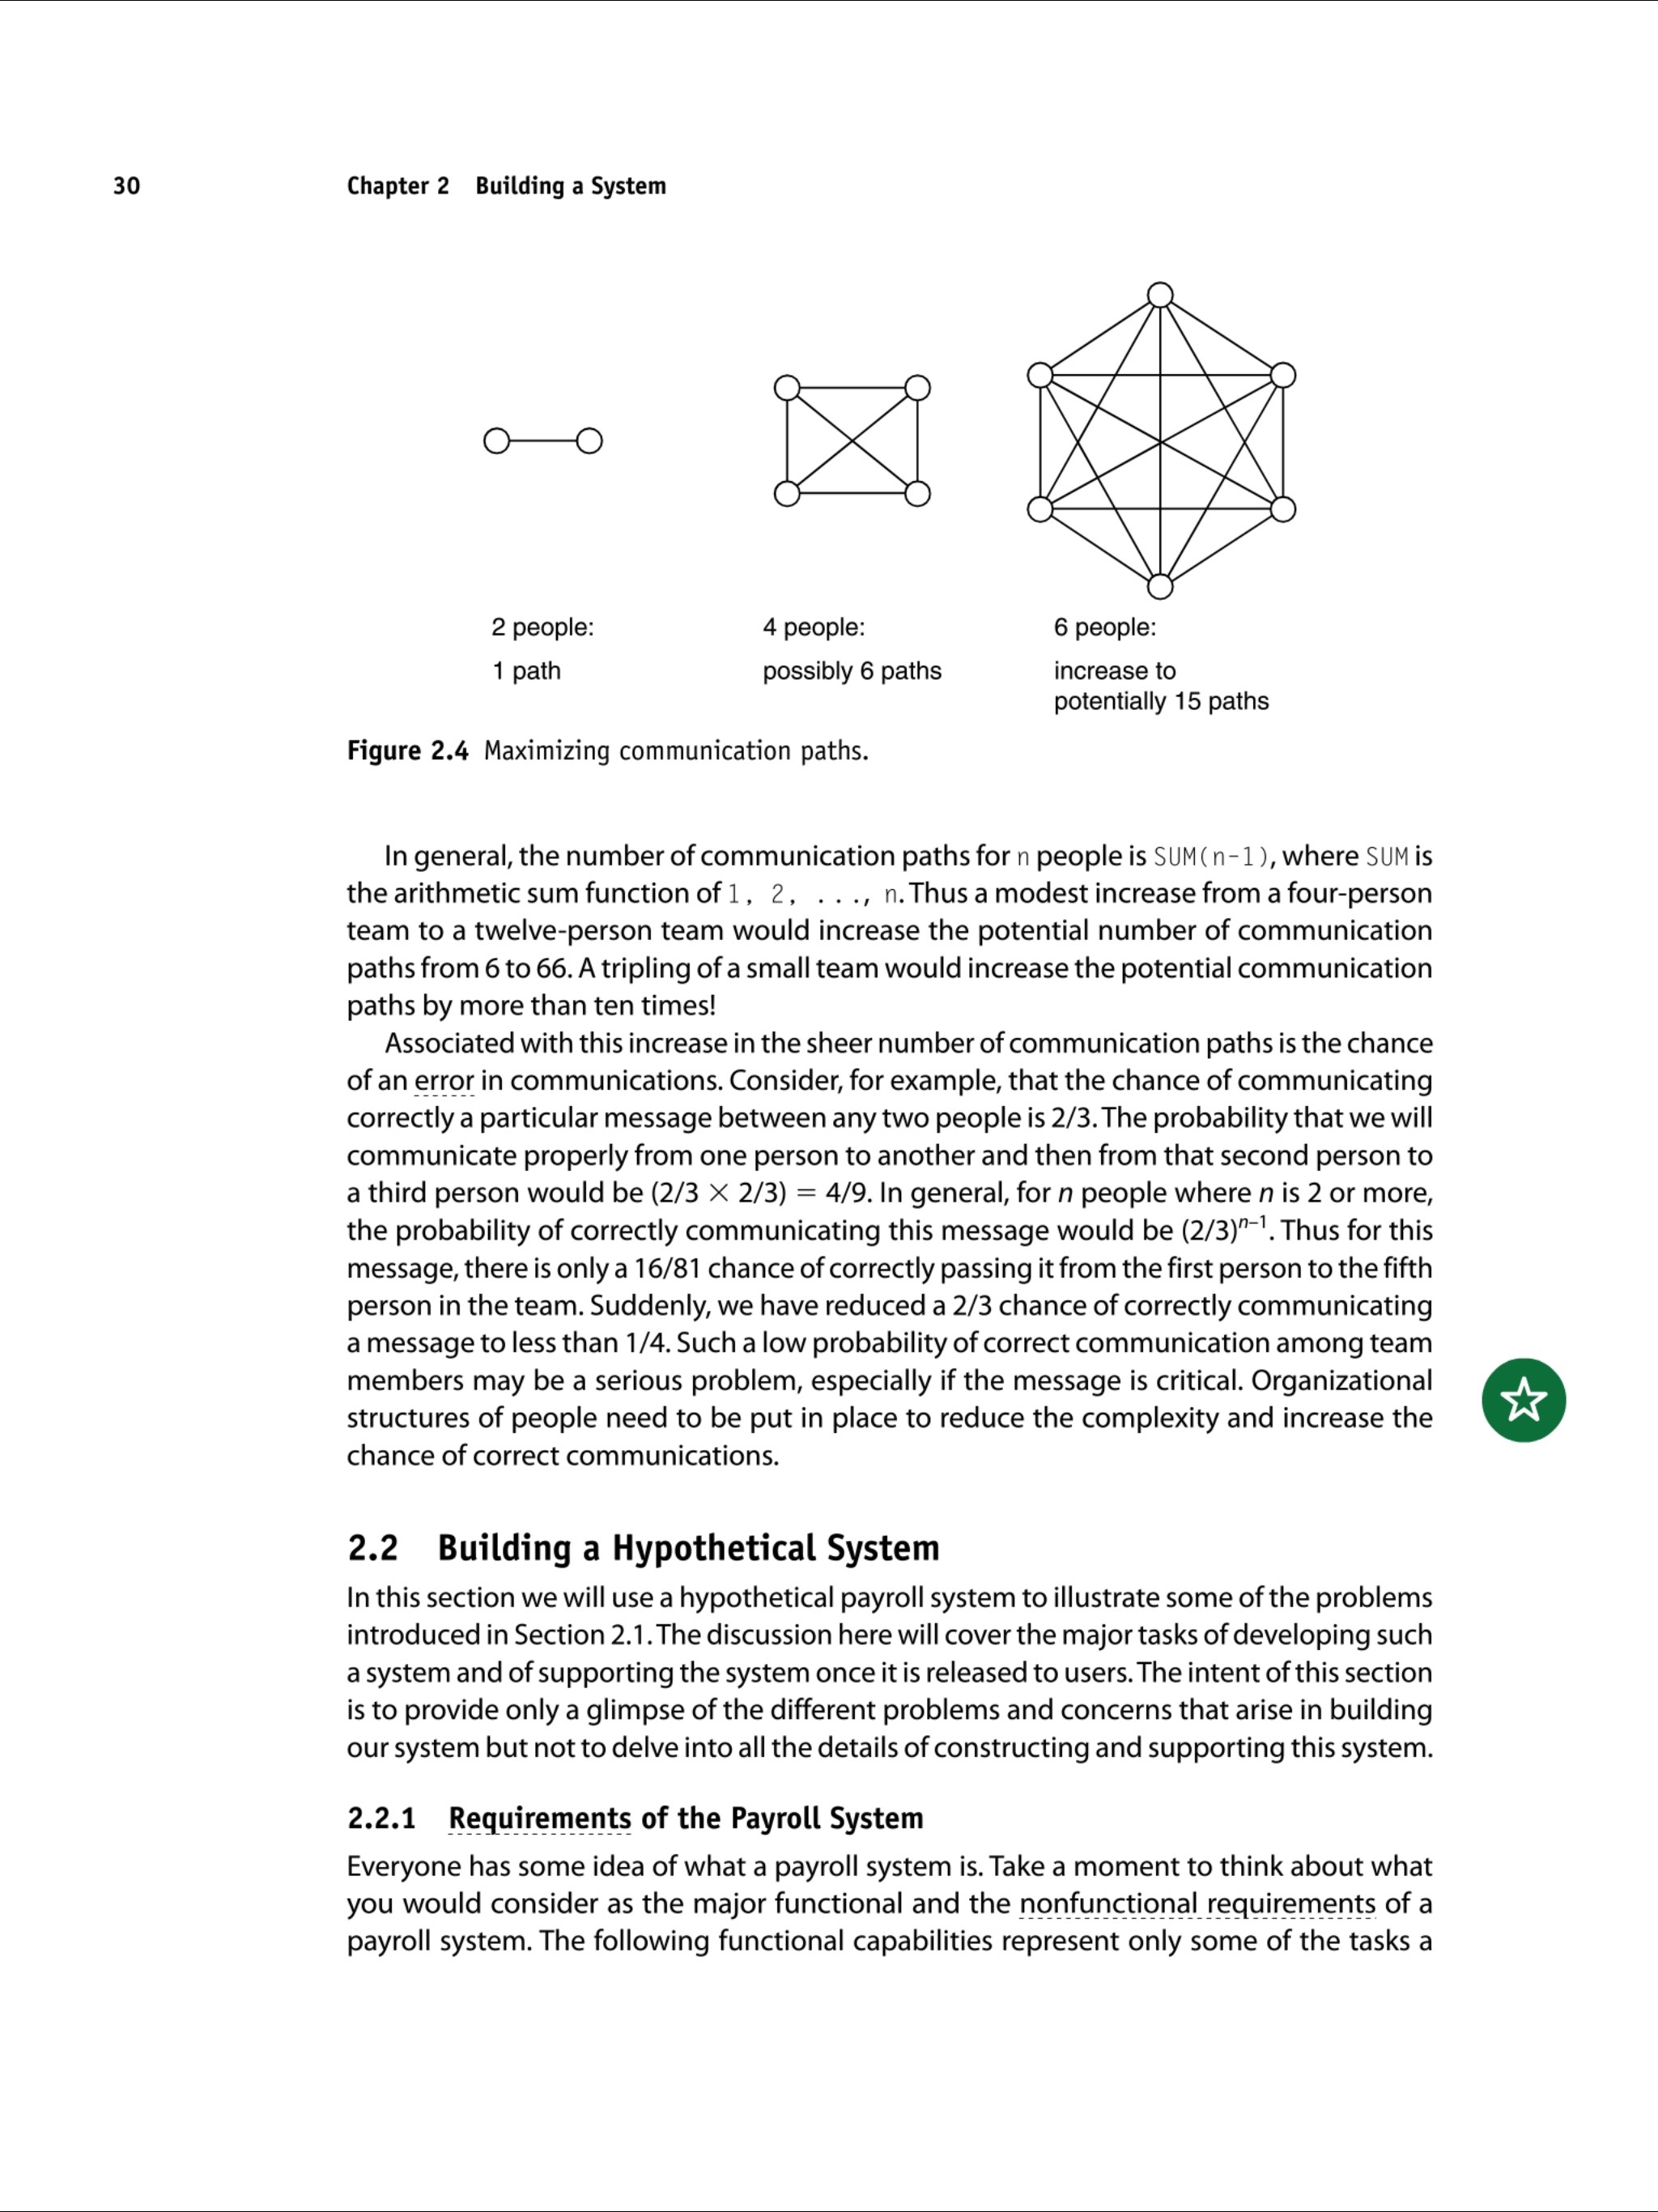 30
Chapter 2 Building a System
2 people:
1 path
4 people:
possibly 6 paths
6 people:
increase to
potentially 15 paths
Figure 2.4 Maximizing communication paths.
In general, the number of communication paths for n people is SUM(n-1), where SUM is
the arithmetic sum function of 1, 2, ..., n. Thus a modest increase from a four-person
team to a twelve-person team would increase the potential number of communication
paths from 6 to 66. A tripling of a small team would increase the potential communication
paths by more than ten times!
Associated with this increase in the sheer number of communication paths is the chance
of an error in communications. Consider, for example, that the chance of communicating
correctly a particular message between any two people is 2/3. The probability that we will
communicate properly from one person to another and then from that second person to
a third person would be (2/3 × 2/3) = 4/9. In general, for n people where n is 2 or more,
the probability of correctly communicating this message would be (2/3)ⁿ⁻¹. Thus for this
message, there is only a 16/81 chance of correctly passing it from the first person to the fifth
person in the team. Suddenly, we have reduced a 2/3 chance of correctly communicating
a message to less than 1/4. Such a low probability of correct communication among team
members may be a serious problem, especially if the message is critical. Organizational
structures of people need to be put in place to reduce the complexity and increase the
chance of correct communications.
2.2 Building a Hypothetical System
In this section we will use a hypothetical payroll system to illustrate some of the problems
introduced in Section 2.1. The discussion here will cover the major tasks of developing such
a system and of supporting the system once it is released to users. The intent of this section
is to provide only a glimpse of the different problems and concerns that arise in building
our system but not to delve into all the details of constructing and supporting this system.
2.2.1 Requirements of the Payroll System
Everyone has some idea of what a payroll system is. Take a moment to think about what
you would consider as the major functional and the nonfunctional requirements of a
payroll system. The following functional capabilities represent only some of the tasks a